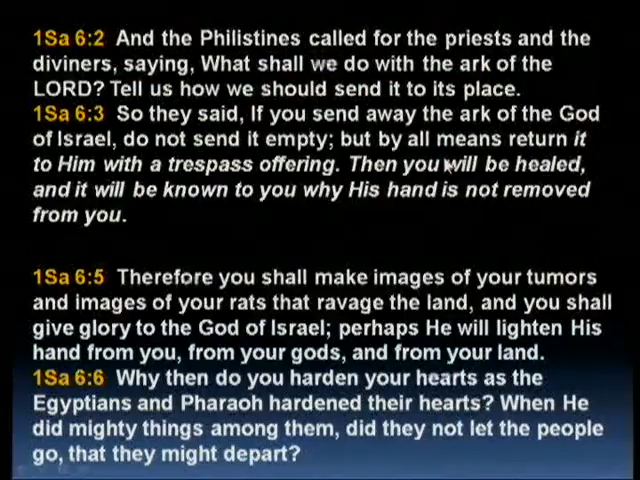 1Sa 6:2 And the Philistines called for the priests and the
diviners, saying, What shall we do with the ark of the
LORD? Tell us how we should send it to its place.
1Sa 6:3 So they said, If you send away the ark of the God
of Israel, do not send it empty; but by all means return it
to Him with a trespass offering. Then you will be healed,
and it will be known to you why His hand is not removed
from you.
1Sa 6:5 Therefore you shall make images of your tumors
and images of your rats that ravage the land, and you shall
give glory to the God of Israel; perhaps He will lighten His
hand from you, from your gods, and from your land.
1Sa 6:6 Why then do you harden your hearts as the
Egyptians and Pharaoh hardened their hearts? When He
did mighty things among them, did they not let the people
go, that they might depart?